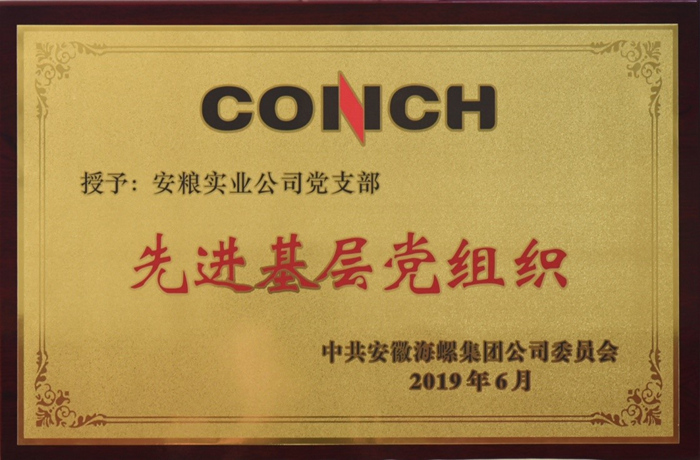 CONCH
授予：安粮实业公司党支部
先进基层党组织
中共安徽海螺集团公司委员会
2019年6月